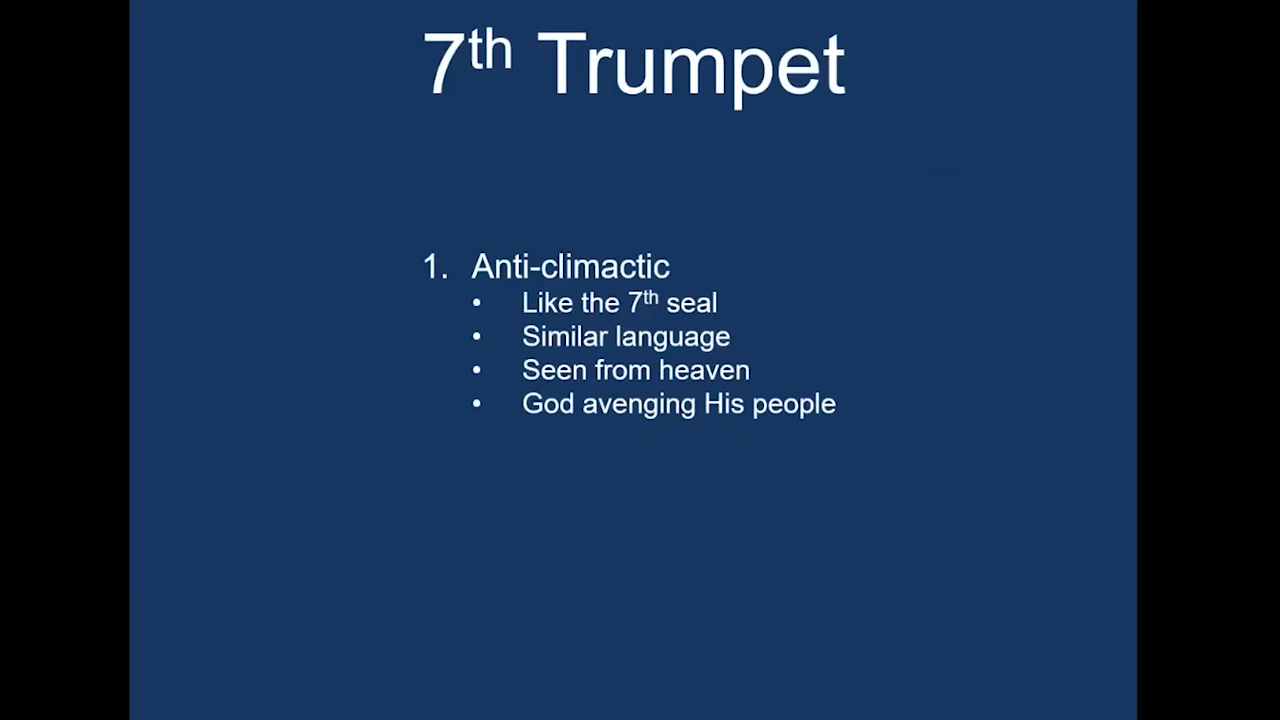 7th Trumpet
1. Anti-climactic
• Like the 7th seal
• Similar language
• Seen from heaven
• God avenging His people